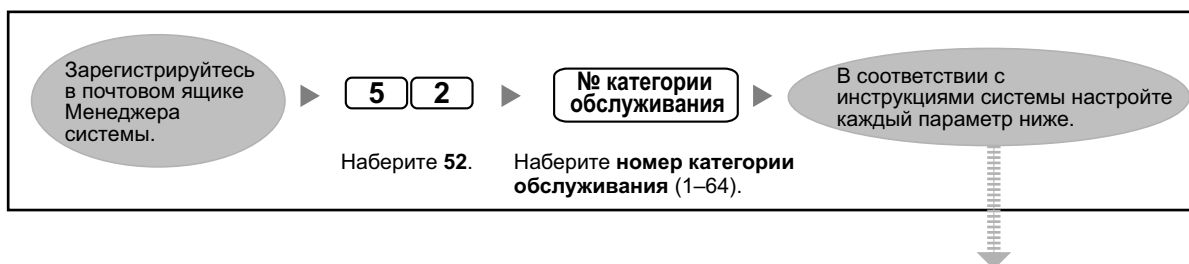 Зарегистрируйтесь
в почтовом ящике
Менеджера
системы.
5 2
Наберите 52.
№ категории
обслуживания
Наберите номер категории
обслуживания (1–64).
В соответствии с
инструкциями системы настройте
каждый параметр ниже.